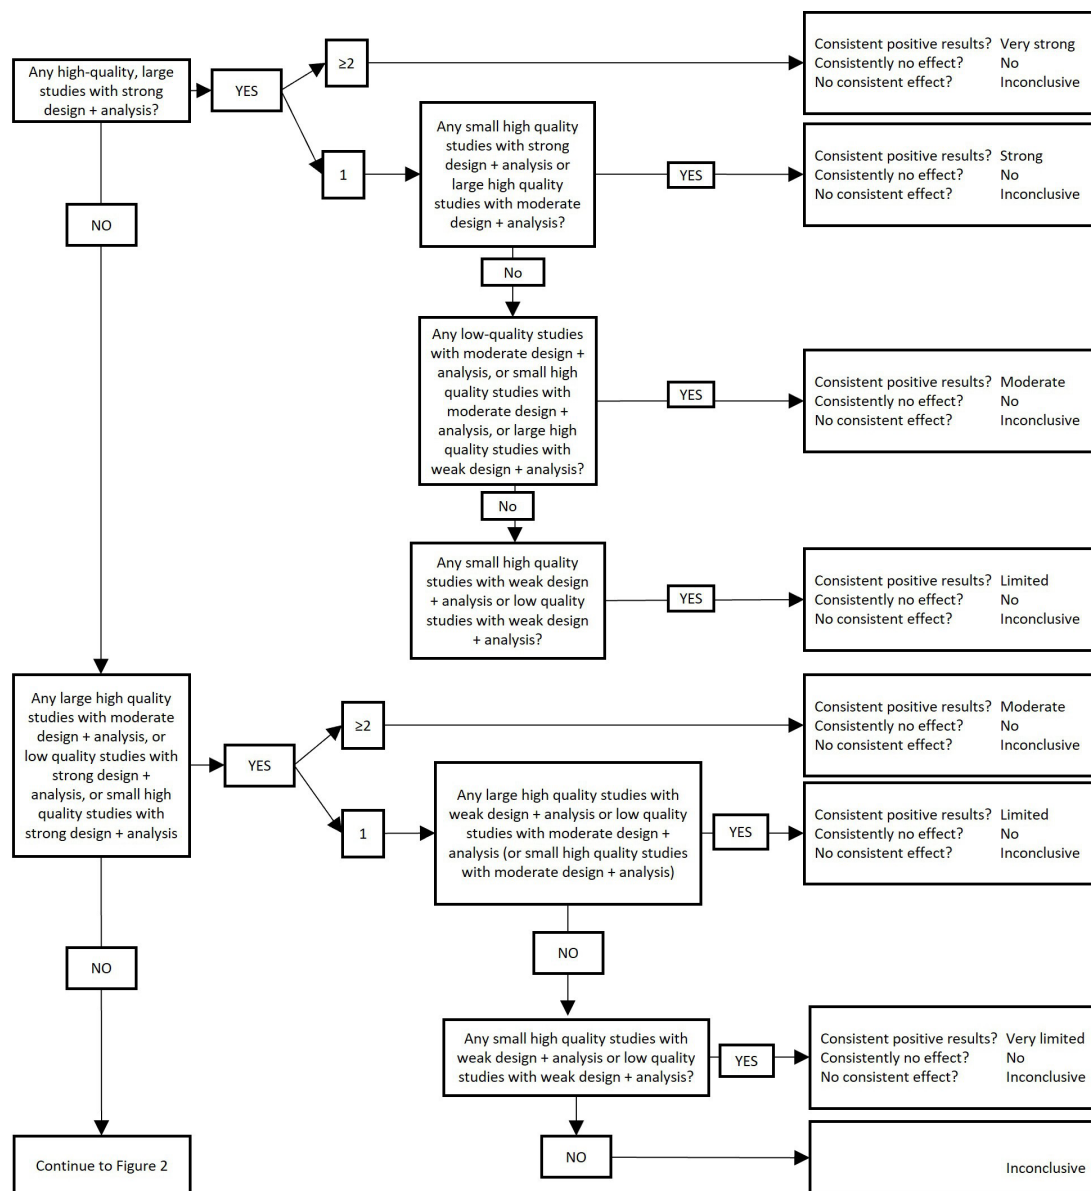 Any high-quality, large
studies with strong
design + analysis?
YES
≥2
Consistent positive results? Very strong
Consistently no effect? No
No consistent effect? Inconclusive
1
Any small high quality
studies with strong
design + analysis or
large high quality
studies with moderate
design + analysis?
YES
Consistent positive results? Strong
Consistently no effect? No
No consistent effect? Inconclusive
No
Any low-quality studies
with moderate design +
analysis, or small high
quality studies with
moderate design +
analysis, or large high
quality studies with
weak design + analysis?
YES
Consistent positive results? Moderate
Consistently no effect? No
No consistent effect? Inconclusive
No
Any small high quality
studies with weak design
+ analysis or low quality
studies with weak design
+ analysis?
YES
Consistent positive results? Limited
Consistently no effect? No
No consistent effect? Inconclusive
NO
Any large high quality
studies with moderate
design + analysis, or
low quality studies with
strong design +
analysis, or small high
quality studies with
strong design + analysis
YES
≥2
Consistent positive results? Moderate
Consistently no effect? No
No consistent effect? Inconclusive
1
Any large high quality studies with
weak design + analysis or low quality
studies with moderate design +
analysis (or small high quality studies
with moderate design + analysis)
YES
Consistent positive results? Limited
Consistently no effect? No
No consistent effect? Inconclusive
NO
Any small high quality studies with
weak design + analysis or low quality
studies with weak design + analysis?
YES
Consistent positive results? Very limited
Consistently no effect? No
No consistent effect? Inconclusive
NO
Inconclusive
NO
Continue to Figure 2